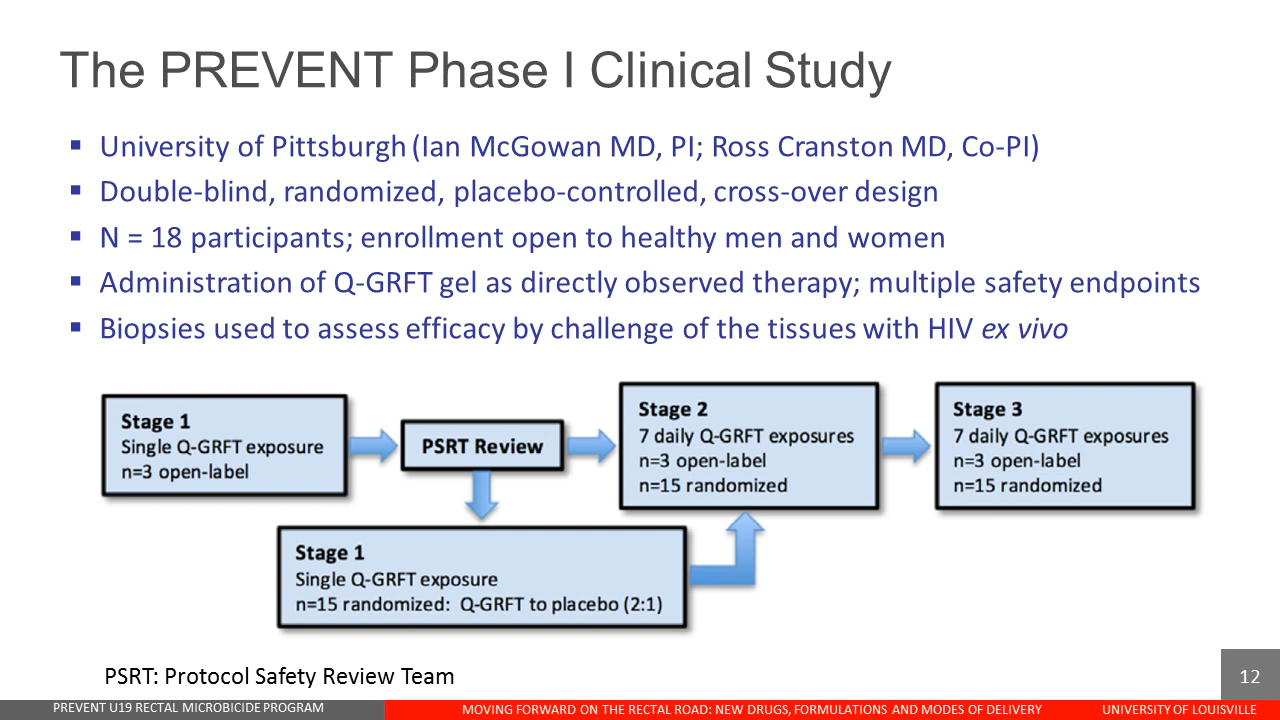 The PREVENT Phase I Clinical Study
▪ University of Pittsburgh (Ian McGowan MD, PI; Ross Cranston MD, Co-PI)
▪ Double-blind, randomized, placebo-controlled, cross-over design
▪ N = 18 participants; enrollment open to healthy men and women
▪ Administration of Q-GRFT gel as directly observed therapy; multiple safety endpoints
▪ Biopsies used to assess efficacy by challenge of the tissues with HIV ex vivo
Stage 1
Single Q-GRFT exposure
n=3 open-label
PSRT Review
Stage 2
7 daily Q-GRFT exposures
n=3 open-label
n=15 randomized
Stage 3
7 daily Q-GRFT exposures
n=3 open-label
n=15 randomized
Stage 1
Single Q-GRFT exposure
n=15 randomized: Q-GRFT to placebo (2:1)
PSRT: Protocol Safety Review Team
12
PREVENT U19 RECTAL MICROBICIDE PROGRAM
MOVING FORWARD ON THE RECTAL ROAD: NEW DRUGS, FORMULATIONS AND MODES OF DELIVERY
UNIVERSITY OF LOUISVILLE